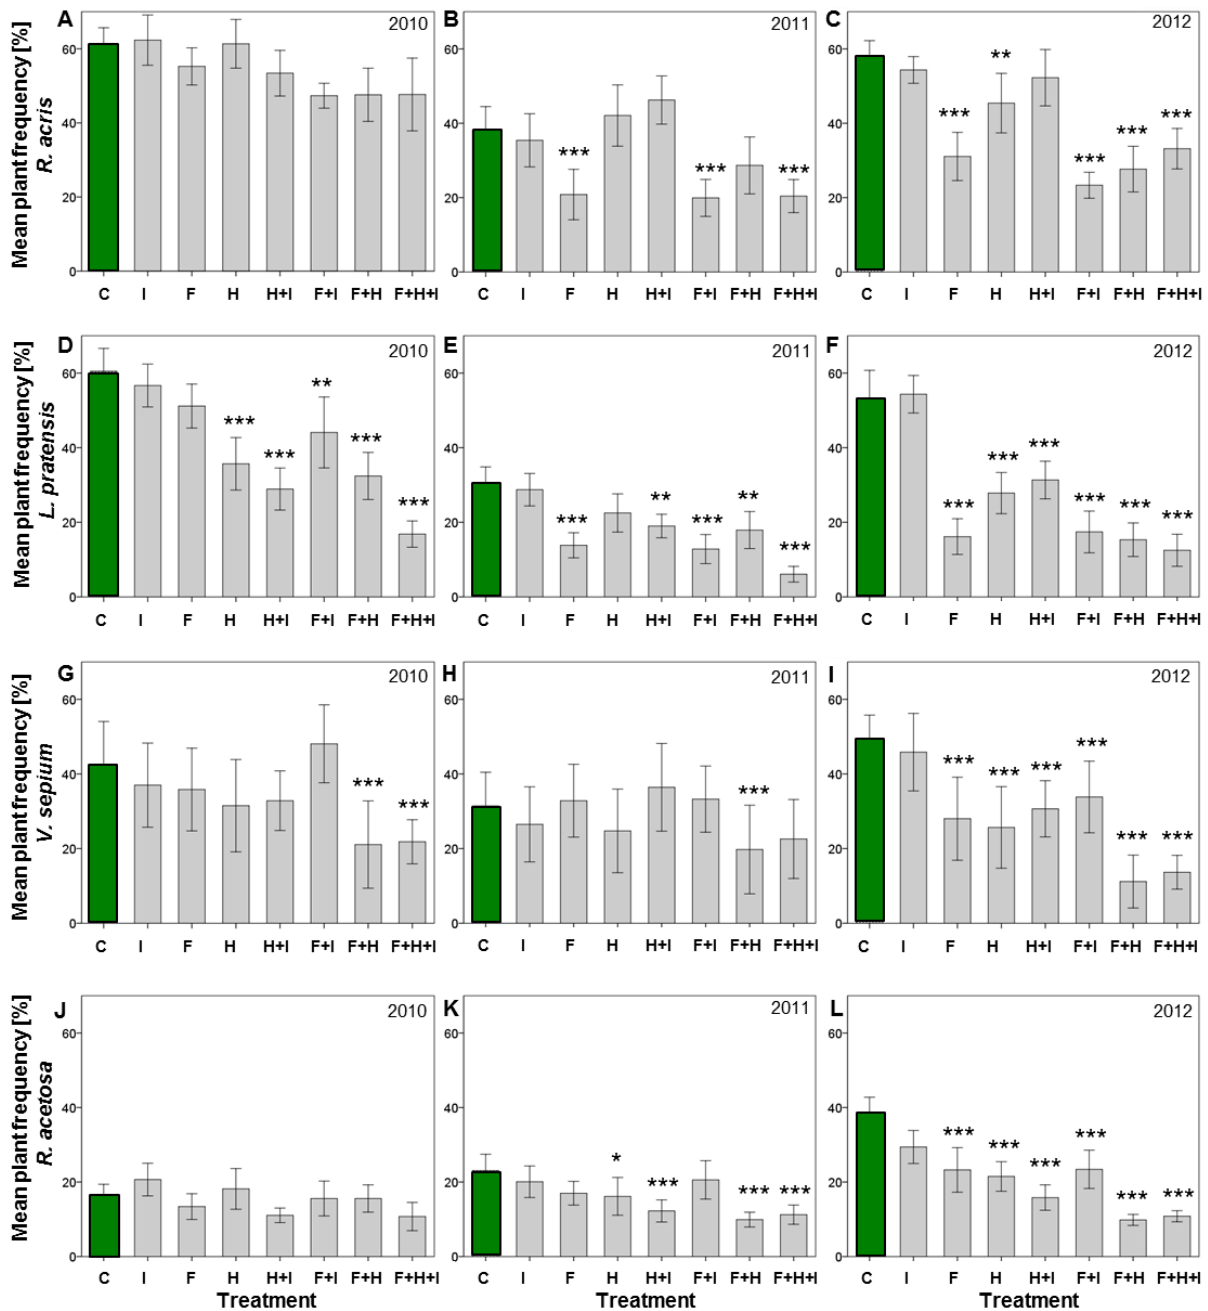 A 2010 B 2011 C 2012
Mean plant frequency [%]
R. acris
60 60 60
** 
*** *** ***
40 40 40
*** *** *** ***
20 20 20
0 0 0
C I F H H+I F+I F+H F+H+I C I F H H+I F+I F+H F+H+I C I F H H+I F+I F+H F+H+I
D 2010 E 2011 F 2012
Mean plant frequency [%]
L. pratensis
60 60 60
*** *** ** *** *** *** ***
40 40 40
*** *** ** *** ** *** *** *** *** ***
20 20 20
0 0 0
C I F H H+I F+I F+H F+H+I C I F H H+I F+I F+H F+H+I C I F H H+I F+I F+H F+H+I
G 2010 H 2011 I 2012
Mean plant frequency [%]
V. sepium
60 60 60
*** *** *** *** *** *** ***
40 40 40
*** ***
20 20 20
0 0 0
C I F H H+I F+I F+H F+H+I C I F H H+I F+I F+H F+H+I C I F H H+I F+I F+H F+H+I
J 2010 K 2011 L 2012
Mean plant frequency [%]
R. acetosa
60 60 60
40 40 40
* *** *** *** *** *** *** *** *** ***
20 20 20
0 0 0
C I F H H+I F+I F+H F+H+I C I F H H+I F+I F+H F+H+I C I F H H+I F+I F+H F+H+I
Treatment Treatment Treatment